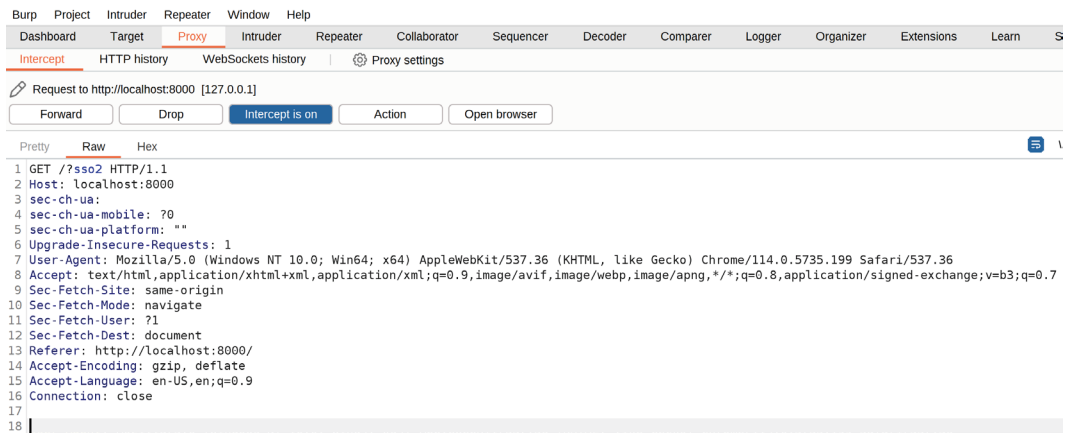 Burp Project Intruder Repeater Window Help
Dashboard Target Proxy Intruder Repeater Collaborator Sequencer Decoder Comparer Logger Organizer Extensions Learn
Intercept HTTP history WebSockets history Proxy settings
Request to http://localhost:8000 [127.0.0.1]
Forward Drop Intercept is on Action Open browser
Pretty Raw Hex
1 GET /?sso2 HTTP/1.1
2 Host: localhost:8000
3 sec-ch-ua:
4 sec-ch-ua-mobile: ?0
5 sec-ch-ua-platform: ""
6 Upgrade-Insecure-Requests: 1
7 User-Agent: Mozilla/5.0 (Windows NT 10.0; Win64; x64) AppleWebKit/537.36 (KHTML, like Gecko) Chrome/114.0.5735.199 Safari/537.36
8 Accept: text/html,application/xhtml+xml,application/xml;q=0.9,image/avif,image/webp,image/apng,*/*;q=0.8,application/signed-exchange;v=b3;q=0.7
9 Sec-Fetch-Site: same-origin
10 Sec-Fetch-Mode: navigate
11 Sec-Fetch-User: ?1
12 Sec-Fetch-Dest: document
13 Referer: http://localhost:8000/
14 Accept-Encoding: gzip, deflate
15 Accept-Language: en-US,en;q=0.9
16 Connection: close
17
18